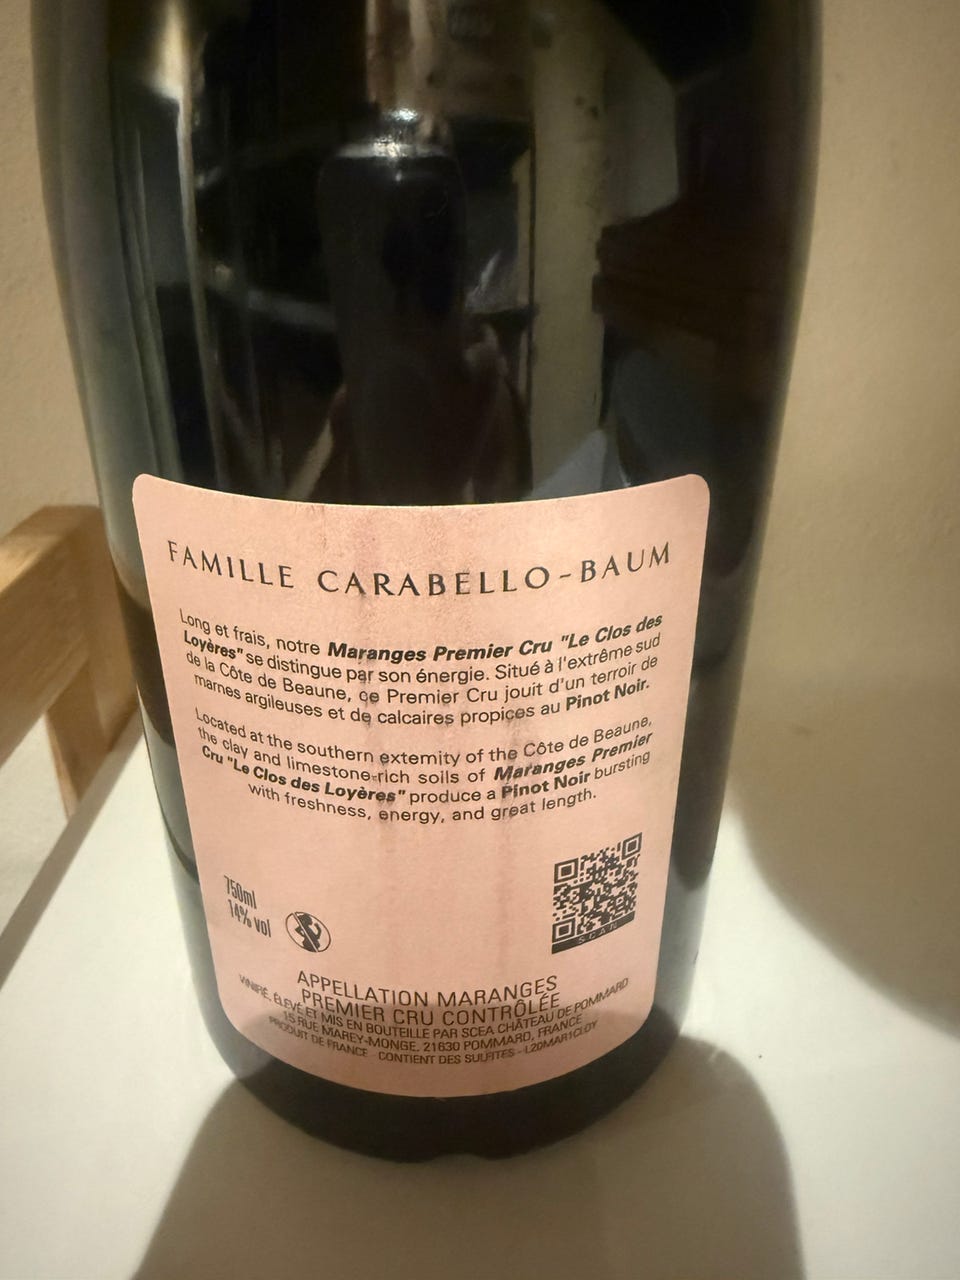 FAMILLE CARABELLO-BAUM
Long et frais, notre Maranges Premier Cru "Le Clos des
Loyères" se distingue par son énergie. Situé à l'extrême sud
de la Côte de Beaune, ce Premier Cru jouit d'un terroir de
marnes argileuses et de calcaires propices au Pinot Noir.
Located at the southern extemity of the Côte de Beaune,
the clay and limestone-rich soils of Maranges Premier
Cru "Le Clos des Loyères" produce a Pinot Noir bursting
with freshness, energy, and great length.
750ml
14% vol
SCAN
APPELLATION MARANGES
PREMIER CRU CONTRÔLÉE
VINIFIÉ, ÉLEVÉ ET MIS EN BOUTEILLE PAR SCEA CHÂTEAU DE POMMARD
15 RUE MAREY-MONGE, 21630 POMMARD, FRANCE
PRODUIT DE FRANCE - CONTIENT DES SULFITES - L20MAR1CLOY